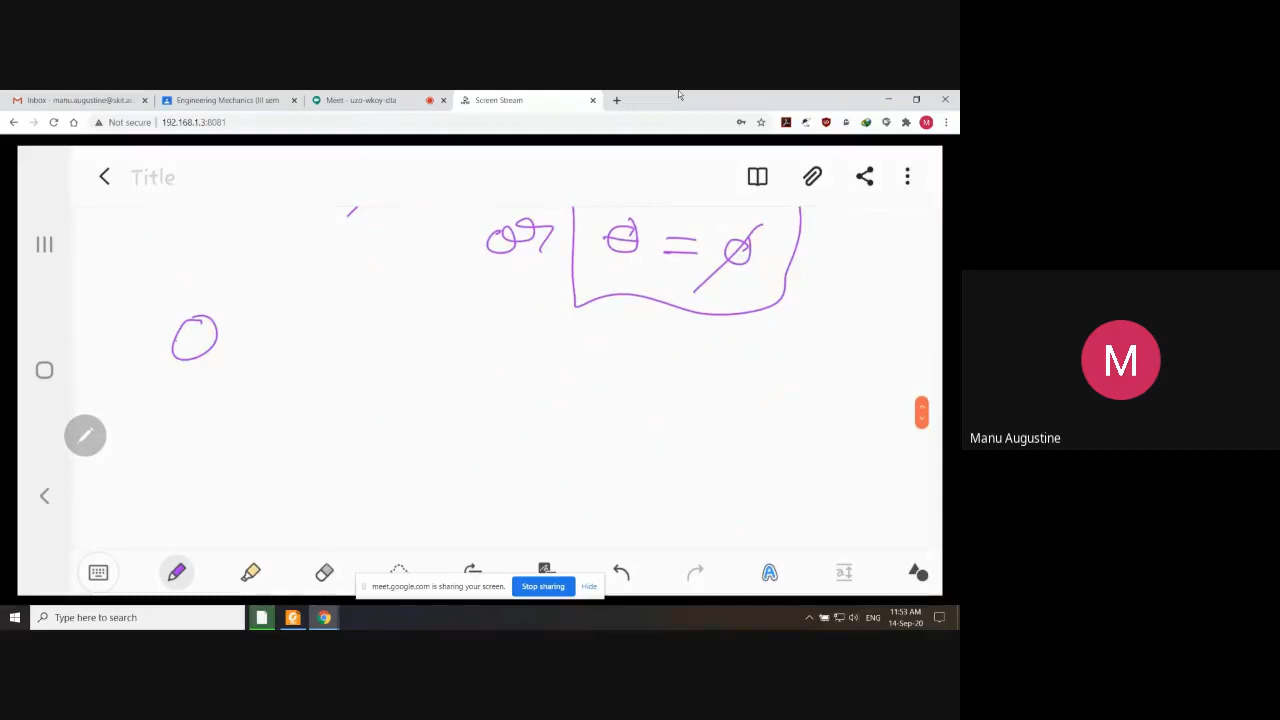 Inbox - manu.augustine@skit.ac
Engineering Mechanics (III sem
Meet - uzo-wkoy-dta
Screen Stream
Not secure | 192.168.1.3:8081
M
Title
or θ = ϕ
O
M
Manu Augustine
A
meet.google.com is sharing your screen. Stop sharing Hide
Type here to search
ENG
11:53 AM
14-Sep-20